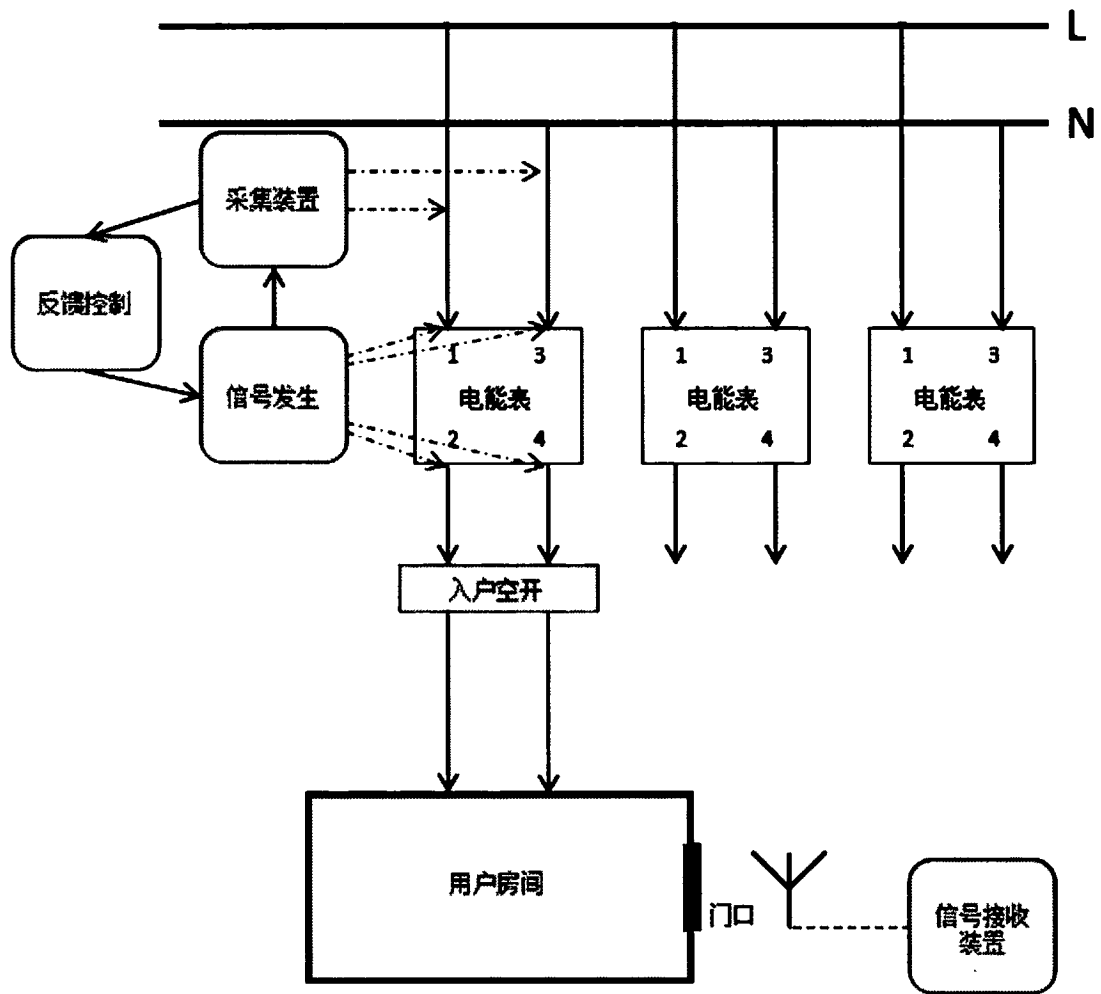 L
N
采集装置
反馈控制
信号发生
1 3
电能表
2 4
1 3
电能表
2 4
1 3
电能表
2 4
入户空开
用户房间
门口
信号接收
装置